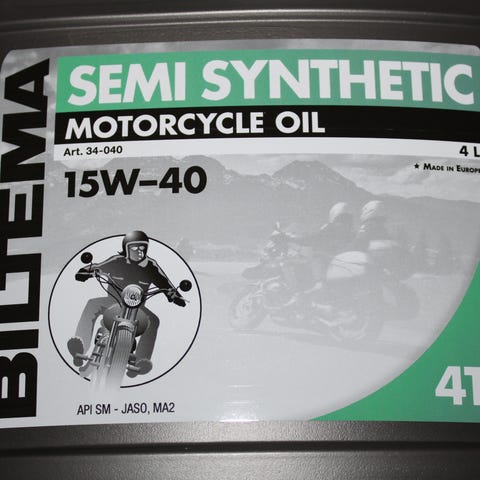 BILTEMA
SEMI SYNTHETIC
MOTORCYCLE OIL
Art. 34-040
4 L
15W–40
★ MADE IN EUROPE
API SM - JASO, MA2
4T